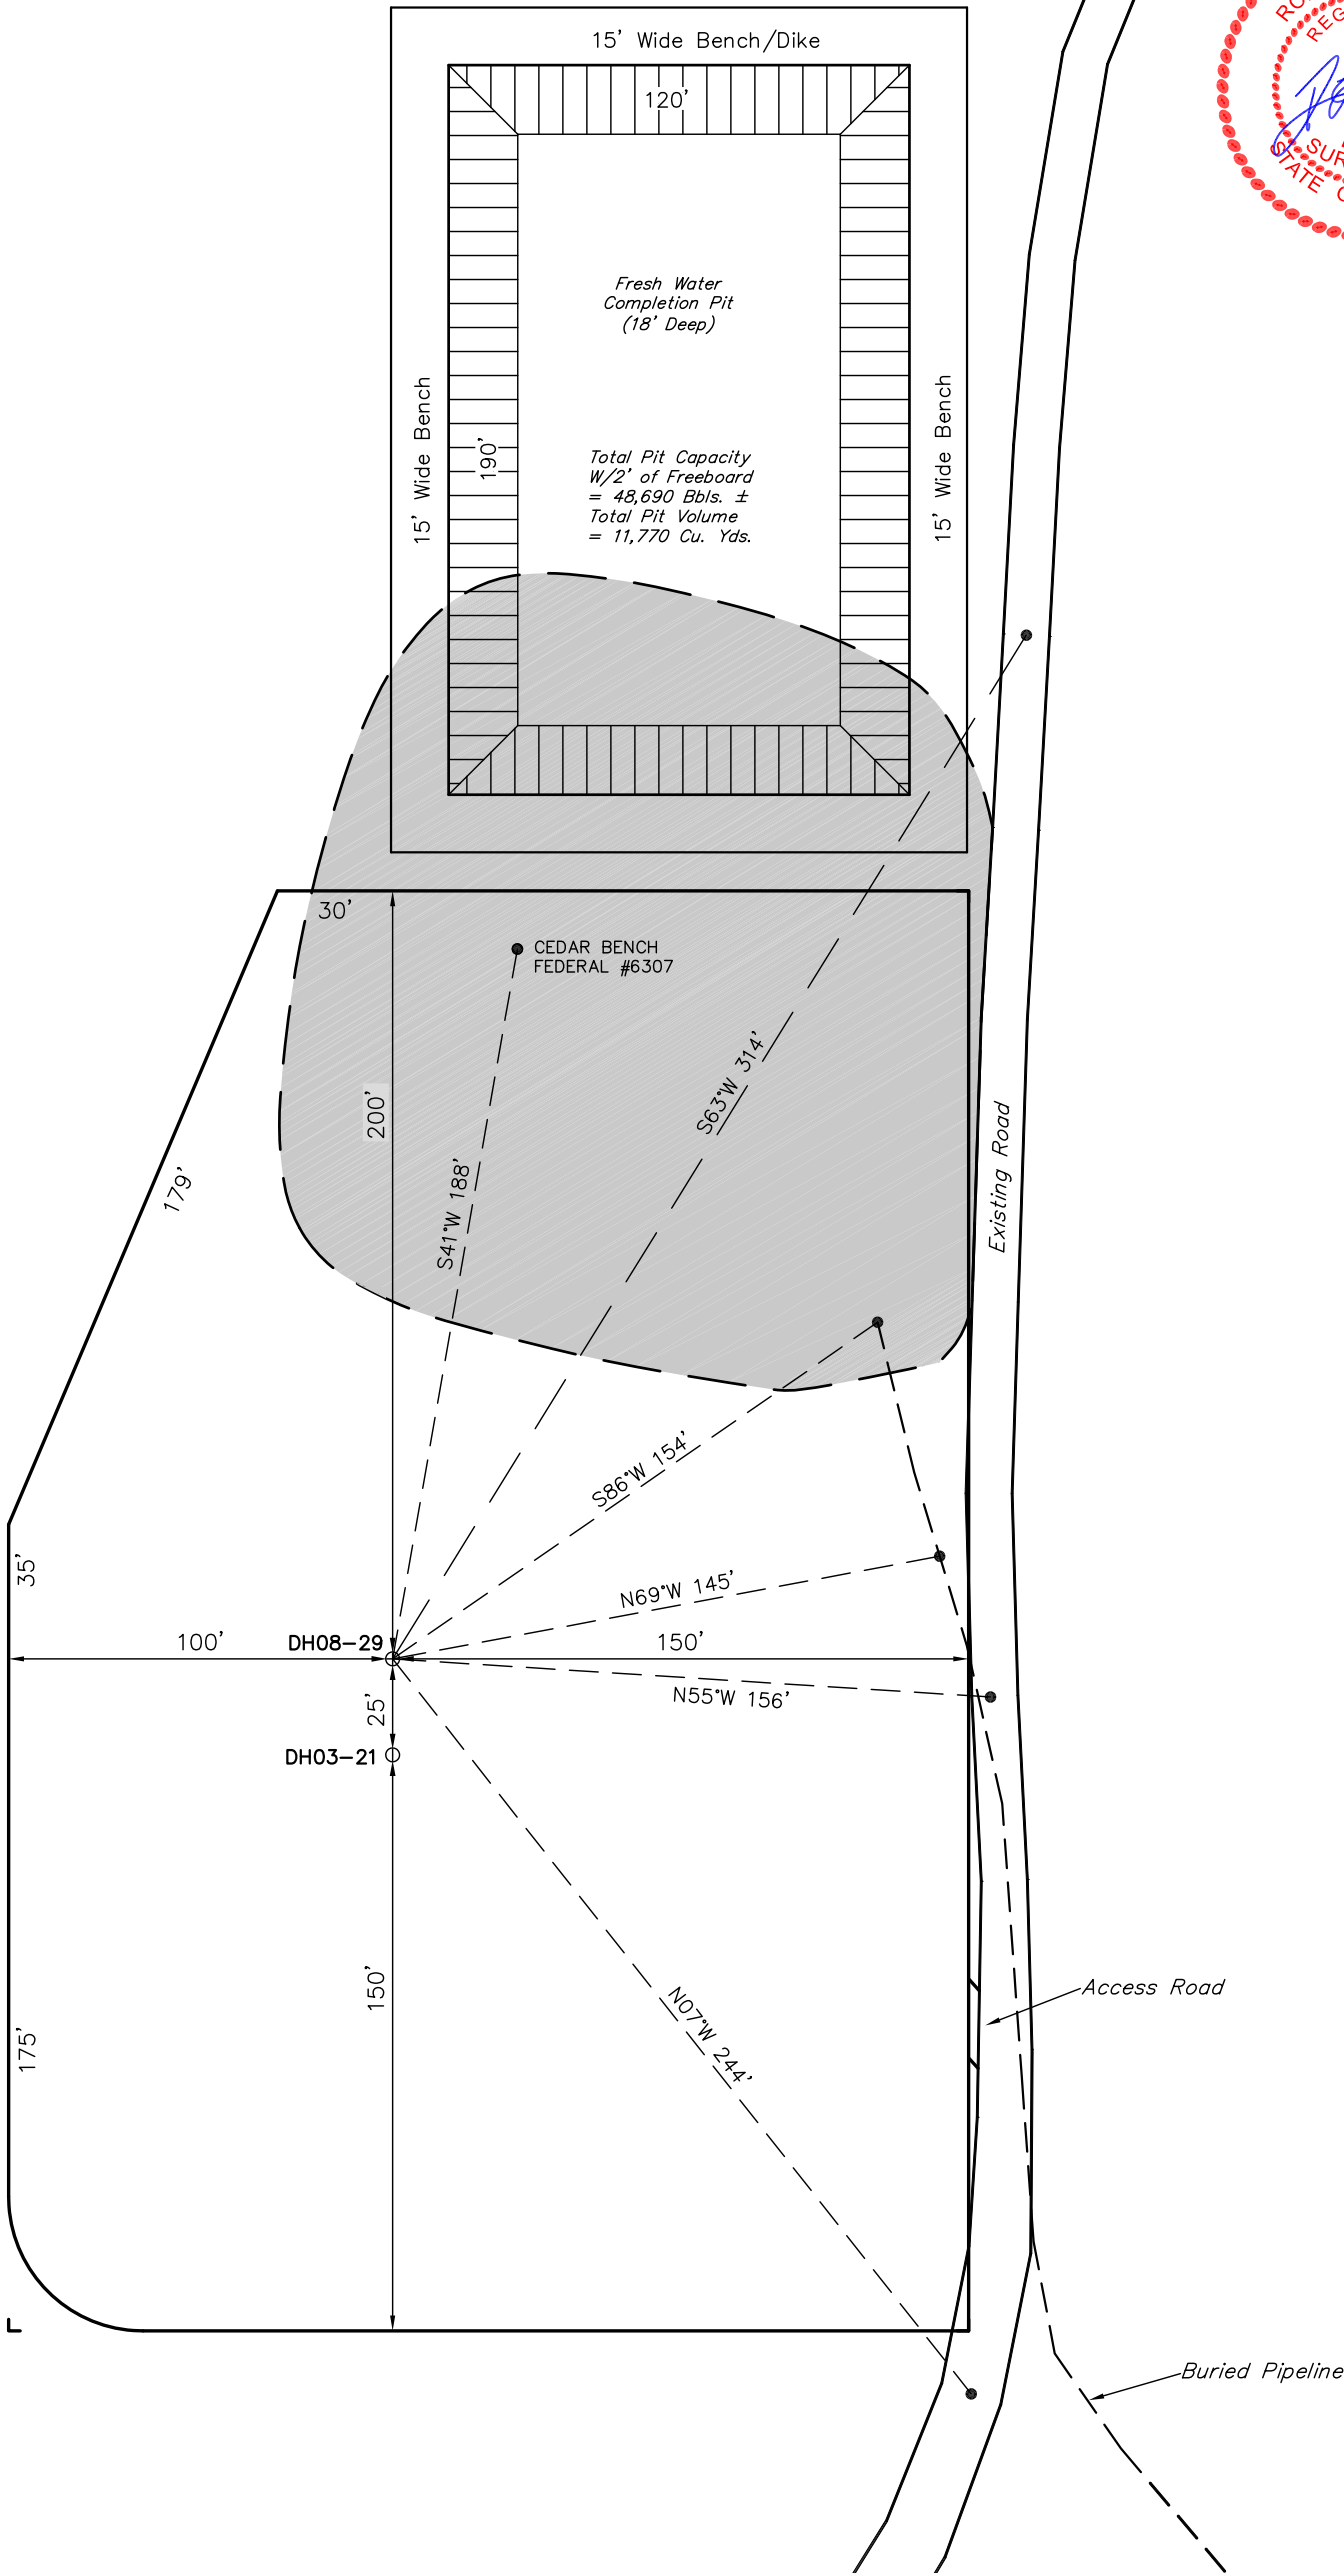 15' Wide Bench/Dike
120'
Fresh Water
Completion Pit
(18' Deep)
15' Wide Bench
190'
15' Wide Bench
Total Pit Capacity
W/2' of Freeboard
= 48,690 Bbls. ±
Total Pit Volume
= 11,770 Cu. Yds.
30'
CEDAR BENCH
FEDERAL #6307
S63°W 314'
200'
Existing Road
179'
S41°W 188'
S86°W 154'
35'
N69°W 145'
100'
DH08-29
150'
N55°W 156'
25'
DH03-21
150'
Access Road
175'
N07°W 244'
Buried Pipeline
STATE